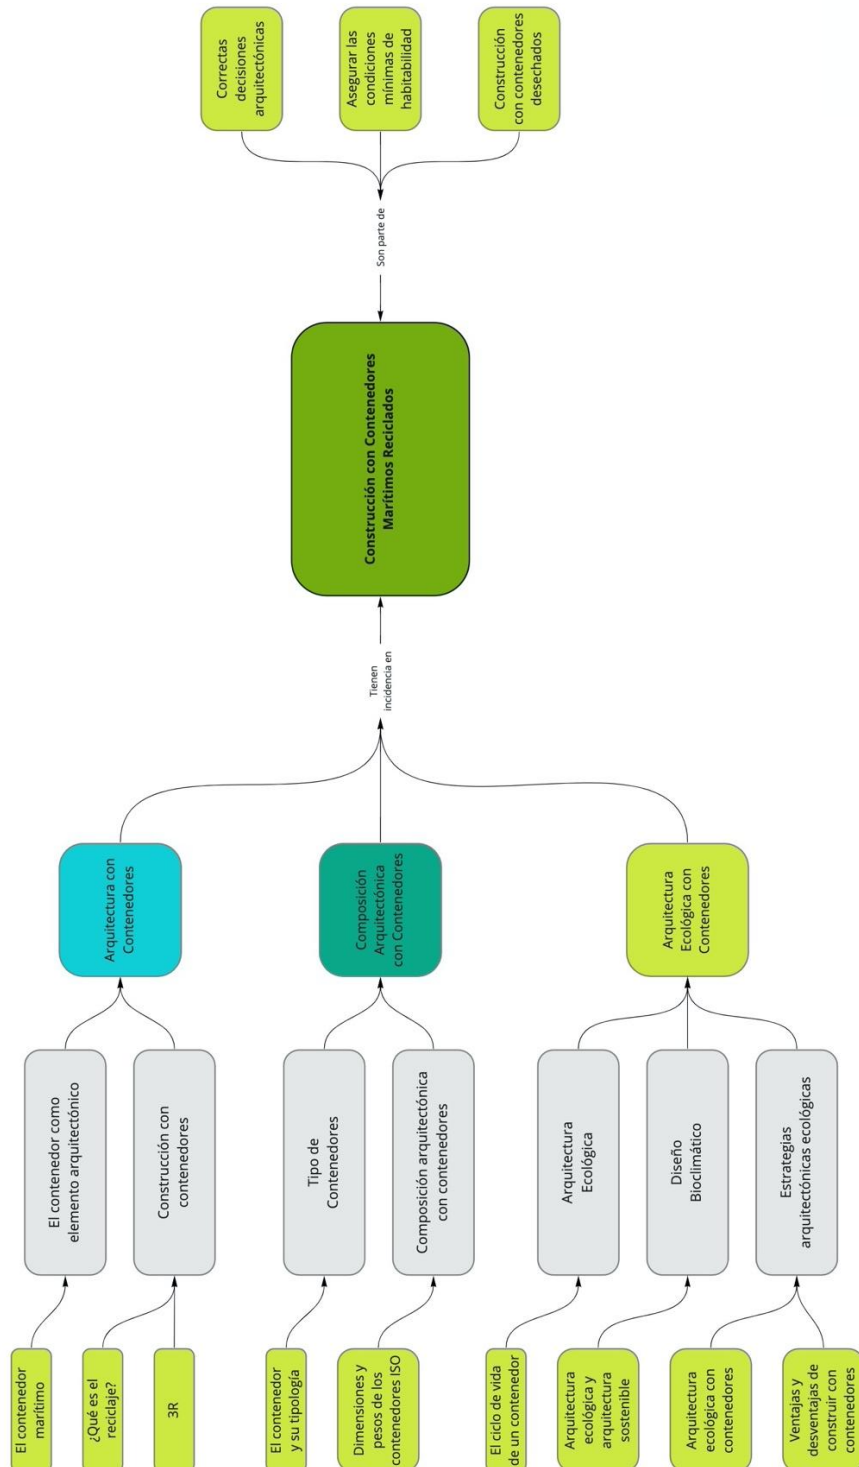 El contenedor
marítimo
¿Qué es el
reciclaje?
3R
El contenedor
y su tipología
Dimensiones y
pesos de los
contenedores ISO
El ciclo de vida
de un contenedor
Arquitectura
ecológica y
arquitectura
sostenible
Arquitectura
ecológica con
contenedores
Ventajas y
desventajas de
construir con
contenedores
El contenedor como
elemento arquitectónico
Construcción con
contenedores
Tipo de
Contenedores
Composición arquitectónica
con contenedores
Arquitectura
Ecológica
Diseño
Bioclimático
Estrategias
arquitectónicas ecológicas
Arquitectura con
Contenedores
Composición
Arquitectónica
con Contenedores
Arquitectura
Ecológica con
Contenedores
Tienen
incidencia en
Construcción con Contenedores
Marítimos Reciclados
Son parte de
Correctas
decisiones
arquitectónicas
Asegurar las
condiciones
mínimas de
habitabilidad
Construcción
con contenedores
desechados